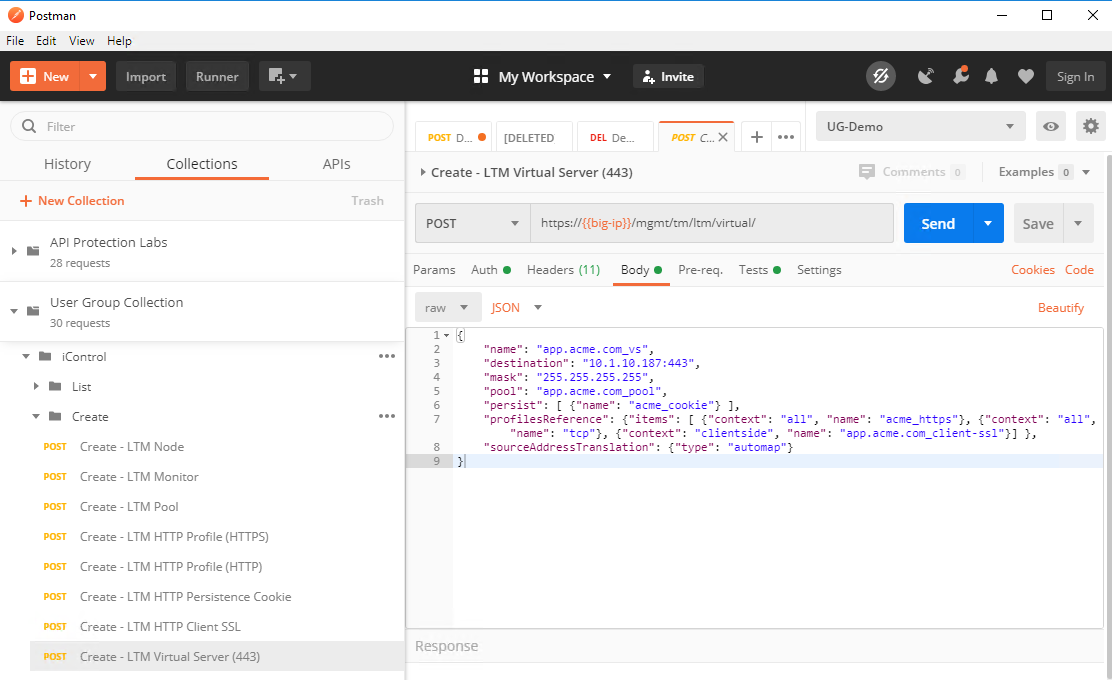 Postman
File Edit View Help
New Import Runner My Workspace Invite Sign In
Filter
History Collections APIs
New Collection Trash
API Protection Labs
28 requests
User Group Collection
30 requests
iControl
List
Create
POST Create - LTM Node
POST Create - LTM Monitor
POST Create - LTM Pool
POST Create - LTM HTTP Profile (HTTPS)
POST Create - LTM HTTP Profile (HTTP)
POST Create - LTM HTTP Persistence Cookie
POST Create - LTM HTTP Client SSL
POST Create - LTM Virtual Server (443)
POST D... [DELETED DEL De... POST C... UG-Demo
Create - LTM Virtual Server (443) Comments 0 Examples 0
POST https://{{big-ip}}/mgmt/tm/ltm/virtual/ Send Save
Params Auth Headers (11) Body Pre-req. Tests Settings Cookies Code
raw JSON Beautify
1 {
2 "name": "app.acme.com_vs",
3 "destination": "10.1.10.187:443",
4 "mask": "255.255.255.255",
5 "pool": "app.acme.com_pool",
6 "persist": [ {"name": "acme_cookie"} ],
7 "profilesReference": {"items": [ {"context": "all", "name": "acme_https"}, {"context": "all",
"name": "tcp"}, {"context": "clientside", "name": "app.acme.com_client-ssl"}] },
8 "sourceAddressTranslation": {"type": "automap"}
9 }
Response